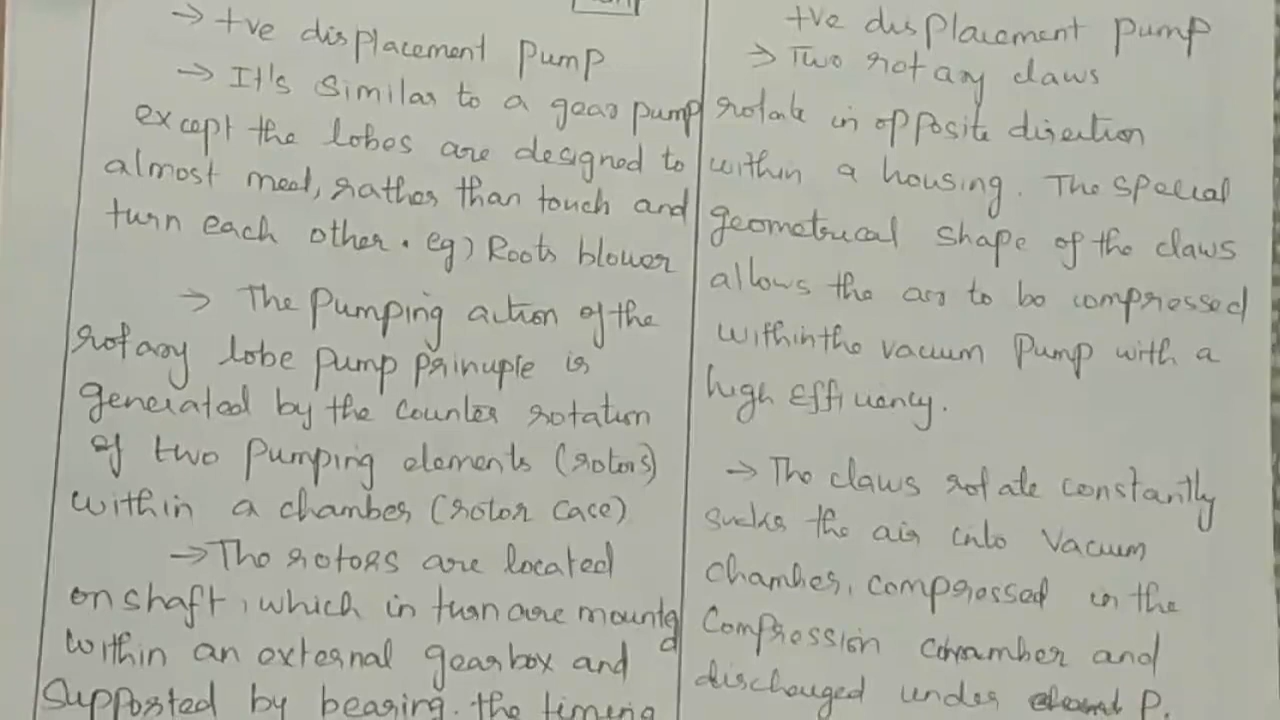 → +ve displacement pump
→ It's similar to a gear pump
except the lobes are designed to
almost meet, rather than touch and
turn each other. eg) Roots blower
→ The pumping action of the
rotary lobe pump principle is
generated by the counter rotation
of two pumping elements (rotors)
within a chamber (rotor case)
→ The rotors are located
on shaft, which in turn are mounted
within an external gearbox and
supported by bearing. the timing
+ve displacement pump
→ Two rotary claws
rotate in opposite direction
within a housing. The special
geometrical shape of the claws
allows the air to be compressed
within the vacuum pump with a
high efficiency.
→ The claws rotate constantly
sucks the air into vacuum
chamber, compressed in the
compression chamber and
discharged under P.